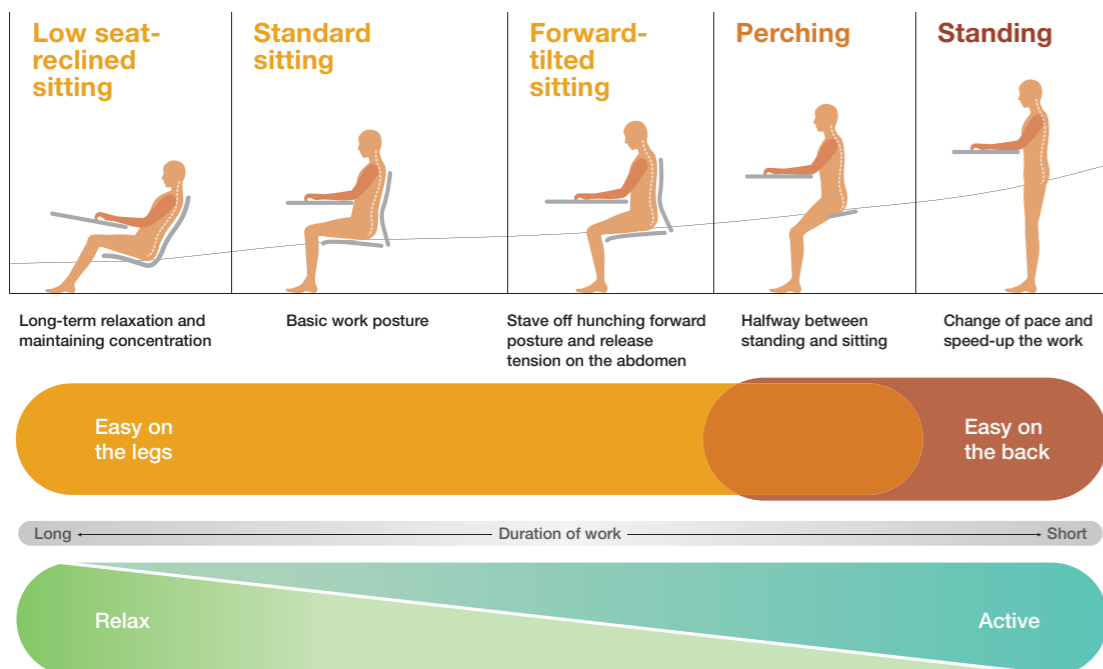 Low seat-
reclined
sitting
Standard
sitting
Forward-
tilted
sitting
Perching
Standing
Long-term relaxation and
maintaining concentration
Basic work posture
Stave off hunching forward
posture and release
tension on the abdomen
Halfway between
standing and sitting
Change of pace and
speed-up the work
Easy on
the legs
Easy on
the back
Long
Duration of work
Short
Relax
Active